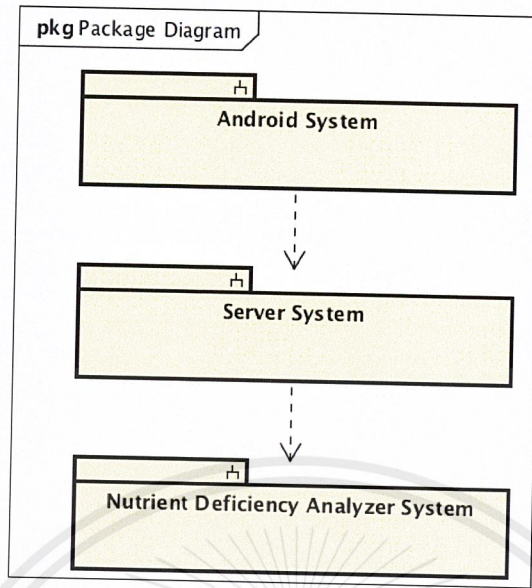 pkg Package Diagram
Android System
Server System
Nutrient Deficiency Analyzer System